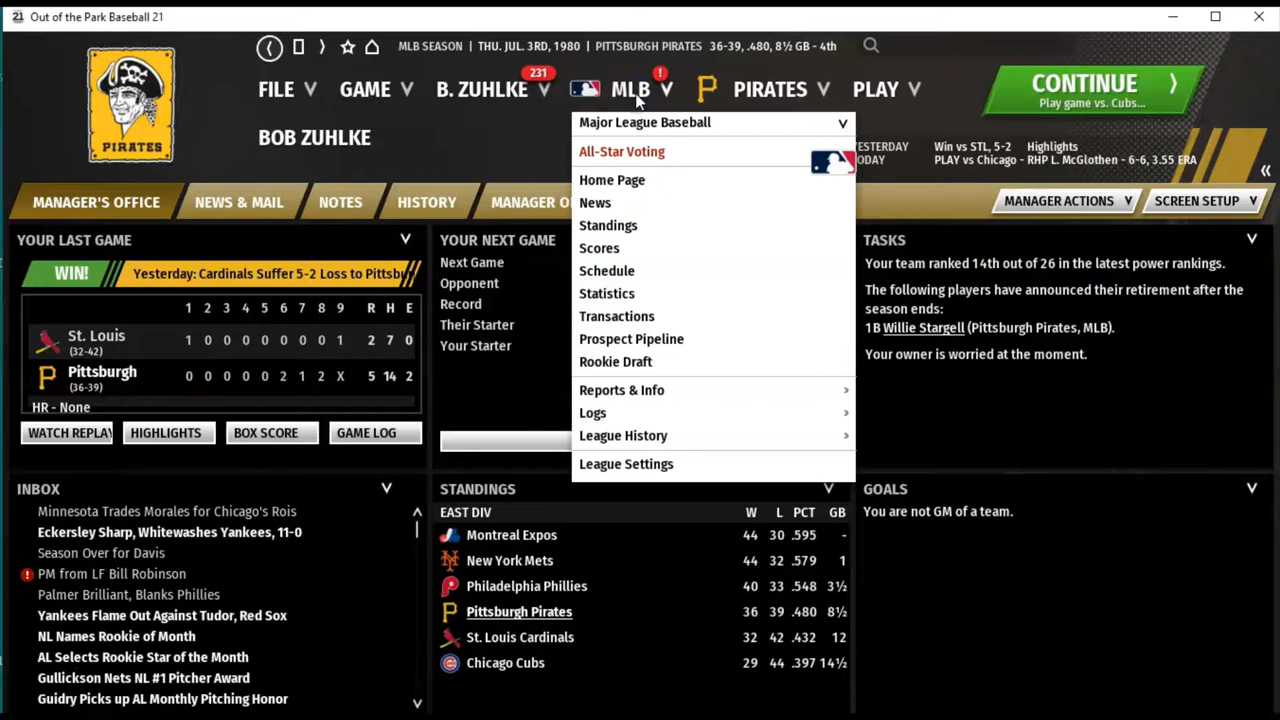 21 Out of the Park Baseball 21
PIRATES
MLB SEASON | THU. JUL. 3RD, 1980 | PITTSBURGH PIRATES 36-39, .480, 8½ GB - 4th
FILE GAME B. ZUHLKE 231 MLB ! PIRATES PLAY
CONTINUE
Play game vs. Cubs...
BOB ZUHLKE
Major League Baseball
All-Star Voting
Home Page
News
Standings
Scores
Schedule
Statistics
Transactions
Prospect Pipeline
Rookie Draft
Reports & Info
Logs
League History
League Settings
YESTERDAY Win vs STL, 5-2 Highlights
TODAY PLAY vs Chicago - RHP L. McGlothen - 6-6, 3.55 ERA
MANAGER'S OFFICE NEWS & MAIL NOTES HISTORY MANAGER O
MANAGER ACTIONS SCREEN SETUP
YOUR LAST GAME
WIN! Yesterday: Cardinals Suffer 5-2 Loss to Pittsbu
1 2 3 4 5 6 7 8 9 R H E
St. Louis 1 0 0 0 0 0 0 0 1 2 7 0
(32-42)
Pittsburgh 0 0 0 0 0 2 1 2 X 5 14 2
(36-39)
HR - None
WATCH REPLAY HIGHLIGHTS BOX SCORE GAME LOG
YOUR NEXT GAME
Next Game
Opponent
Record
Their Starter
Your Starter
TASKS
Your team ranked 14th out of 26 in the latest power rankings.
The following players have announced their retirement after the
season ends:
1B Willie Stargell (Pittsburgh Pirates, MLB).
Your owner is worried at the moment.
INBOX
Minnesota Trades Morales for Chicago's Rois
Eckersley Sharp, Whitewashes Yankees, 11-0
Season Over for Davis
! PM from LF Bill Robinson
Palmer Brilliant, Blanks Phillies
Yankees Flame Out Against Tudor, Red Sox
NL Names Rookie of Month
AL Selects Rookie Star of the Month
Gullickson Nets NL #1 Pitcher Award
Guidry Picks up AL Monthly Pitching Honor
STANDINGS
EAST DIV W L PCT GB
Montreal Expos 44 30 .595 -
New York Mets 44 32 .579 1
Philadelphia Phillies 40 33 .548 3½
Pittsburgh Pirates 36 39 .480 8½
St. Louis Cardinals 32 42 .432 12
Chicago Cubs 29 44 .397 14½
GOALS
You are not GM of a team.